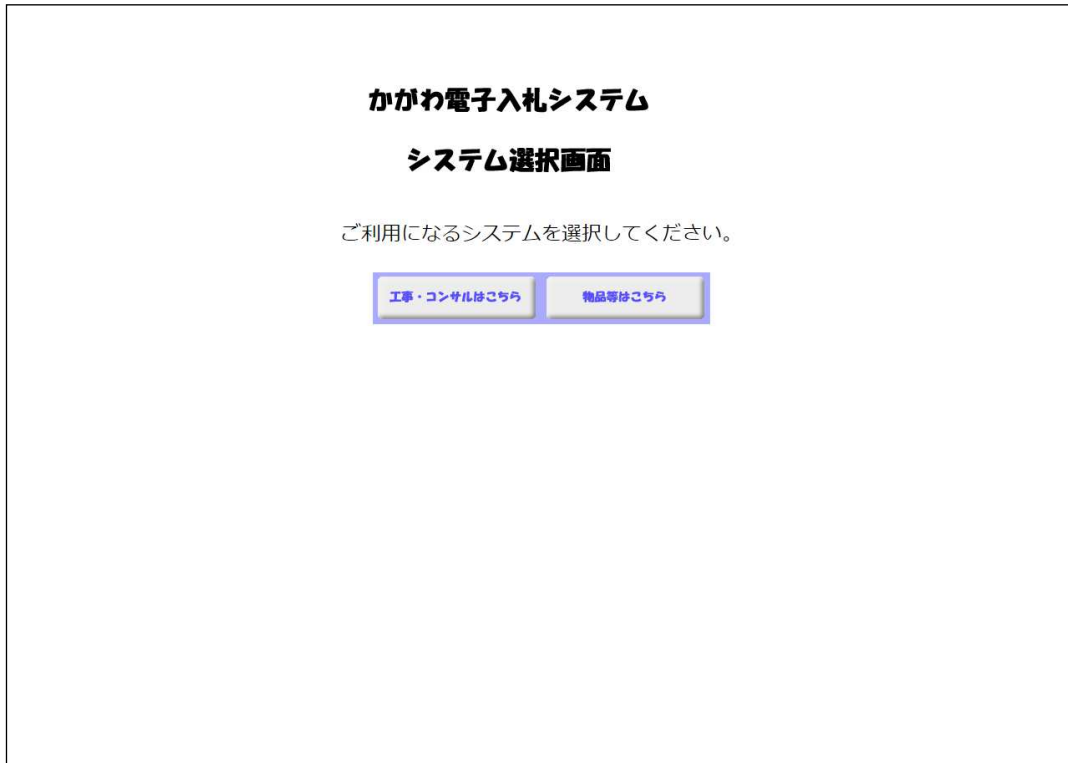 かがわ電子入札システム
システム選択画面
ご利用になるシステムを選択してください。
工事・コンサルはこちら
物品等はこちら